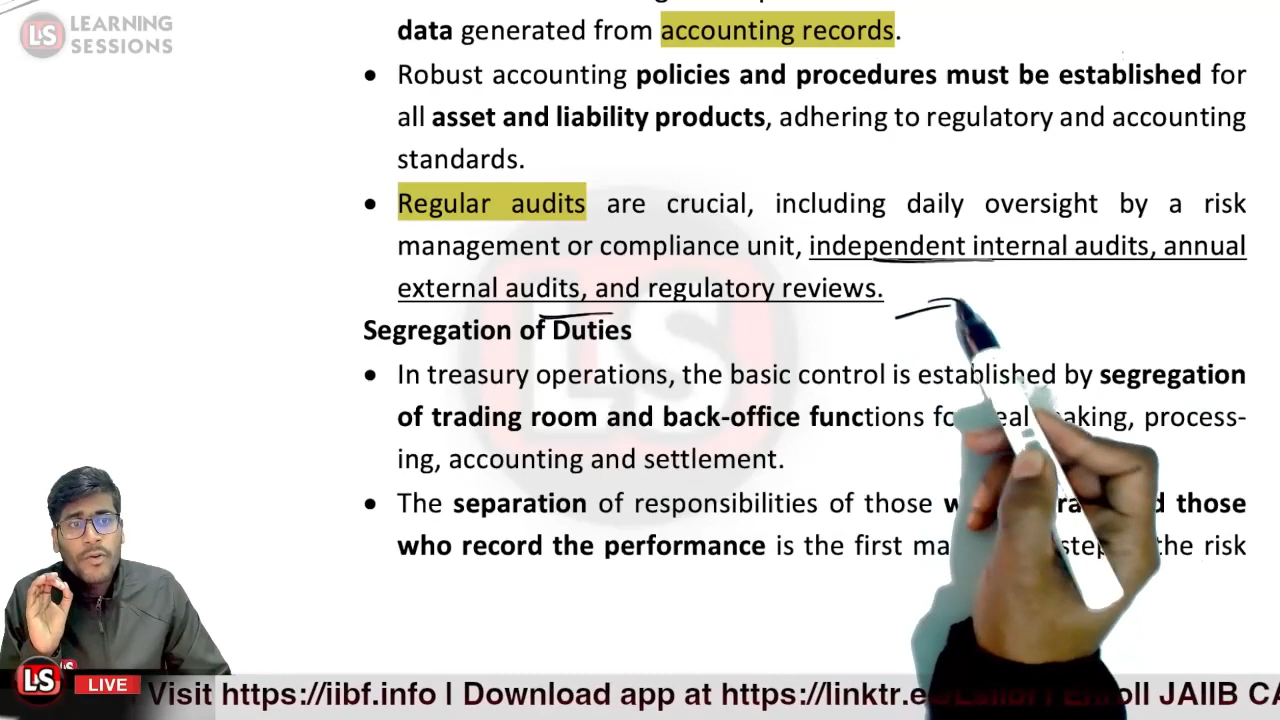 LS LEARNING
SESSIONS
data generated from accounting records.
• Robust accounting policies and procedures must be established for
all asset and liability products, adhering to regulatory and accounting
standards.
• Regular audits are crucial, including daily oversight by a risk
management or compliance unit, independent internal audits, annual
external audits, and regulatory reviews.
Segregation of Duties
• In treasury operations, the basic control is established by segregation
of trading room and back-office functions process-
ing, accounting and settlement.
• The separation of responsibilities of those those
who record the performance is the first the risk
LS LIVE Visit https://iibf.info I Download app at https://linktr.e JAIIB CA